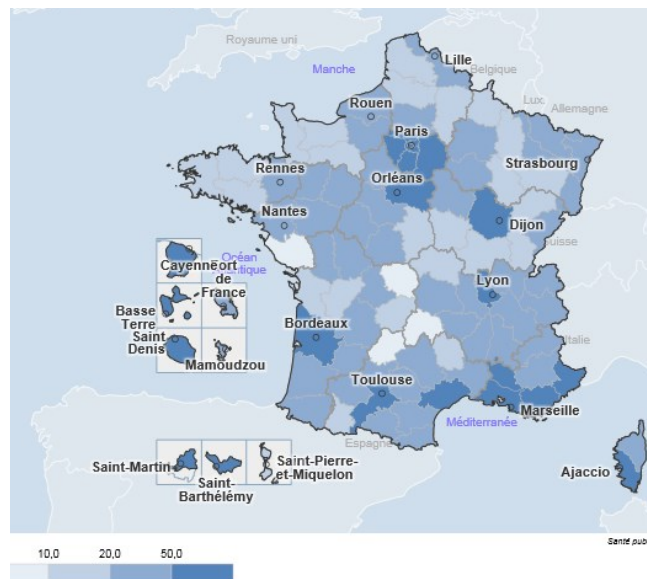 Royaume uni
Manche
Lille
Belgique
Rouen
Lux.
Allemagne
Paris
Strasbourg
Rennes
Orléans
Nantes
Dijon
Suisse
Océan
Cayenne
Fort
de
France
Atlantique
Lyon
Basse
Terre
Bordeaux
Saint
Denis
Italie
Mamoudzou
Toulouse
Marseille
Méditerranée
Espagne
Saint-Martin
Saint-
Barthélémy
Saint-Pierre-
et-Miquelon
Ajaccio
Santé pub
10,0 20,0 50,0